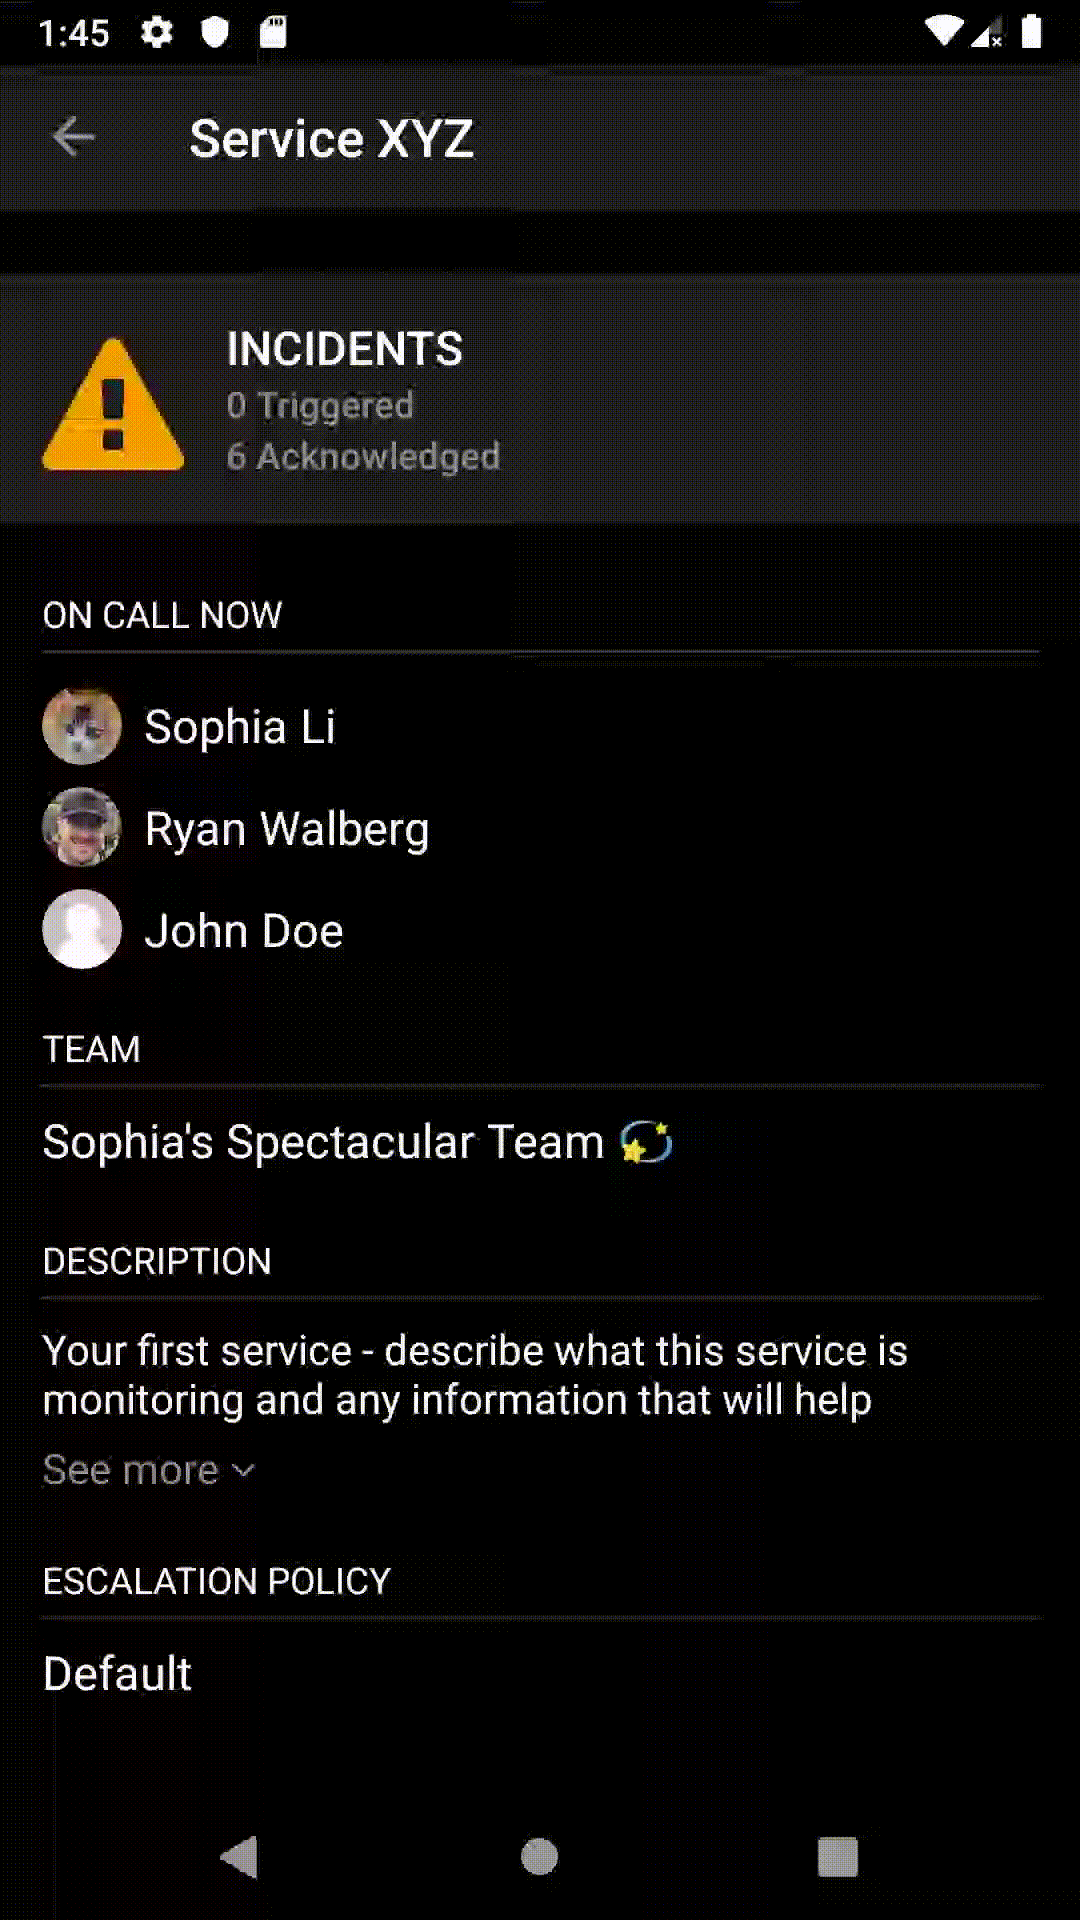 1:45
Service XYZ
INCIDENTS
0 Triggered
6 Acknowledged
ON CALL NOW
Sophia Li
Ryan Walberg
John Doe
TEAM
Sophia's Spectacular Team 💫
DESCRIPTION
Your first service - describe what this service is
monitoring and any information that will help
See more
ESCALATION POLICY
Default